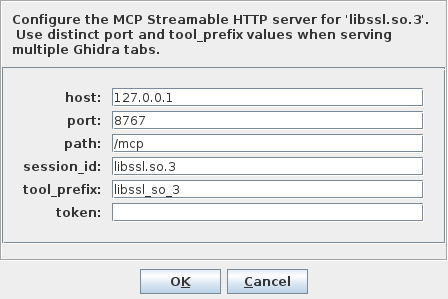 Configure the MCP Streamable HTTP server for 'libssl.so.3'.
Use distinct port and tool_prefix values when serving
multiple Ghidra tabs.
host: 127.0.0.1
port: 8767
path: /mcp
session_id: libssl.so.3
tool_prefix: libssl_so_3
token:
OK Cancel